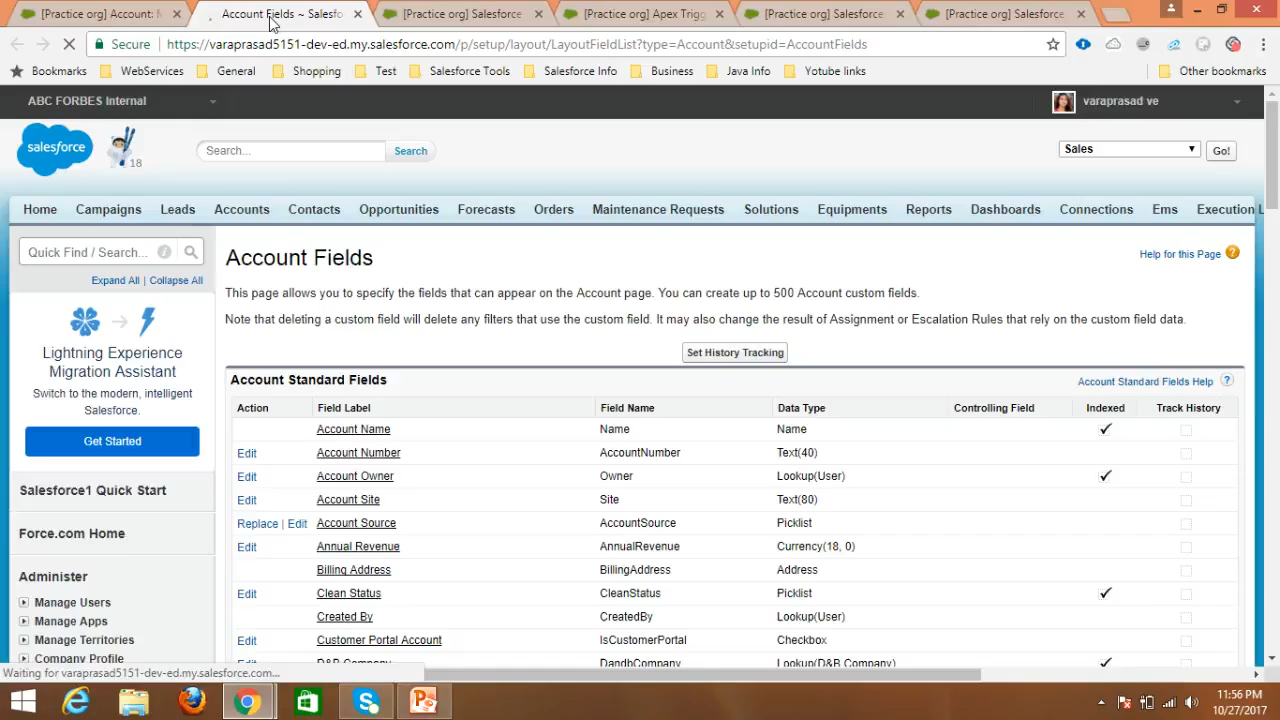 [Practice org] Account: M
Account Fields ~ Salesfo
[Practice org] Salesforce
[Practice org] Apex Trigg
[Practice org] Salesforce
[Practice org] Salesforce
Secure
https://varaprasad5151-dev-ed.my.salesforce.com/p/setup/layout/LayoutFieldList?type=Account&setupid=AccountFields
Bookmarks WebServices General Shopping Test Salesforce Tools Salesforce Info Business Java Info Yotube links Other bookmarks
ABC FORBES Internal
varaprasad ve
salesforce
18
Search...
Search
Sales
Go!
Home Campaigns Leads Accounts Contacts Opportunities Forecasts Orders Maintenance Requests Solutions Equipments Reports Dashboards Connections Ems Execution L
Quick Find / Search...
Expand All | Collapse All
Lightning Experience
Migration Assistant
Switch to the modern, intelligent
Salesforce.
Get Started
Salesforce1 Quick Start
Force.com Home
Administer
Manage Users
Manage Apps
Manage Territories
Company Profile
Account Fields
Help for this Page
This page allows you to specify the fields that can appear on the Account page. You can create up to 500 Account custom fields.
Note that deleting a custom field will delete any filters that use the custom field. It may also change the result of Assignment or Escalation Rules that rely on the custom field data.
Set History Tracking
Account Standard Fields
Account Standard Fields Help
Action Field Label Field Name Data Type Controlling Field Indexed Track History
Account Name Name Name
Edit Account Number AccountNumber Text(40)
Edit Account Owner Owner Lookup(User)
Edit Account Site Site Text(80)
Replace | Edit Account Source AccountSource Picklist
Edit Annual Revenue AnnualRevenue Currency(18, 0)
Billing Address BillingAddress Address
Edit Clean Status CleanStatus Picklist
Created By CreatedBy Lookup(User)
Edit Customer Portal Account IsCustomerPortal Checkbox
Edit D&B Company DandbCompany Lookup(D&B Company)
Waiting for varaprasad5151-dev-ed.my.salesforce.com...
11:56 PM
10/27/2017